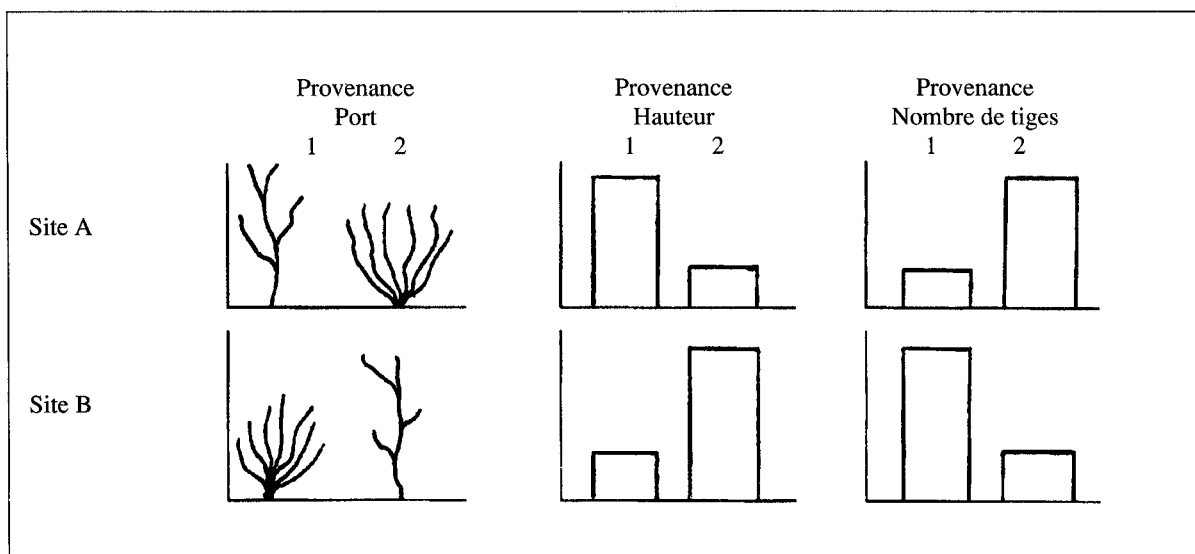 Provenance
Port
1 2
Provenance
Hauteur
1 2
Provenance
Nombre de tiges
1 2
Site A
Site B